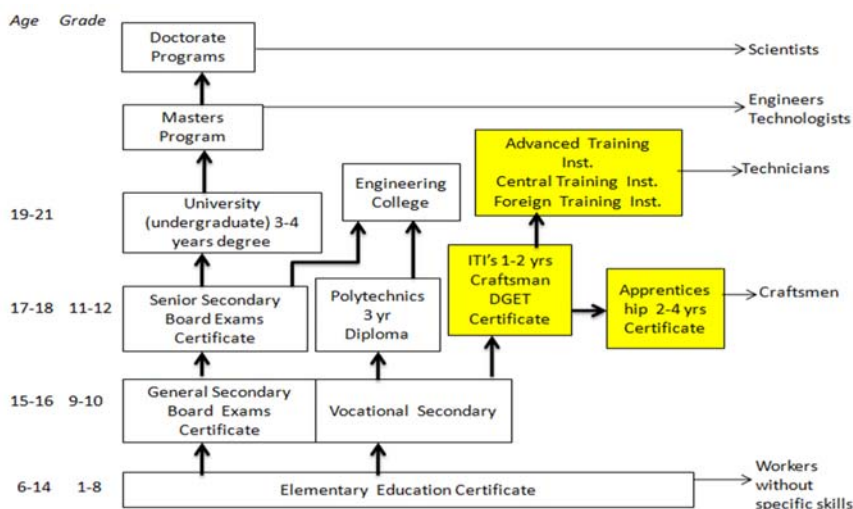 Age Grade
Doctorate
Programs
Scientists
Masters
Program
Engineers
Technologists
Advanced Training
Inst.
Central Training Inst.
Foreign Training Inst.
Technicians
19-21
University
(undergraduate) 3-4
years degree
Engineering
College
17-18 11-12
Senior Secondary
Board Exams
Certificate
Polytechnics
3 yr
Diploma
ITI's 1-2 yrs
Craftsman
DGET
Certificate
Apprentices
hip 2-4 yrs
Certificate
Craftsmen
15-16 9-10
General Secondary
Board Exams
Certificate
Vocational Secondary
6-14 1-8
Elementary Education Certificate
Workers
without
specific skills